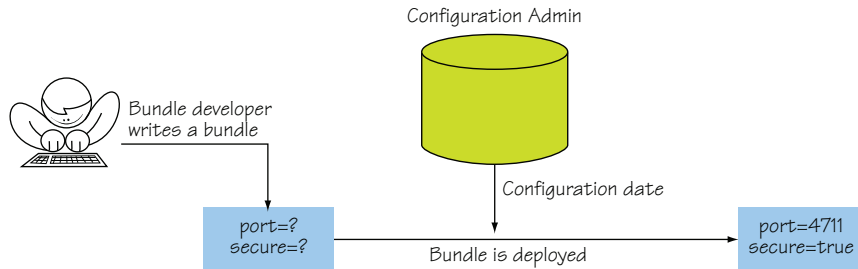 Configuration Admin
Bundle developer
writes a bundle
Configuration date
port=?
secure=?
Bundle is deployed
port=4711
secure=true